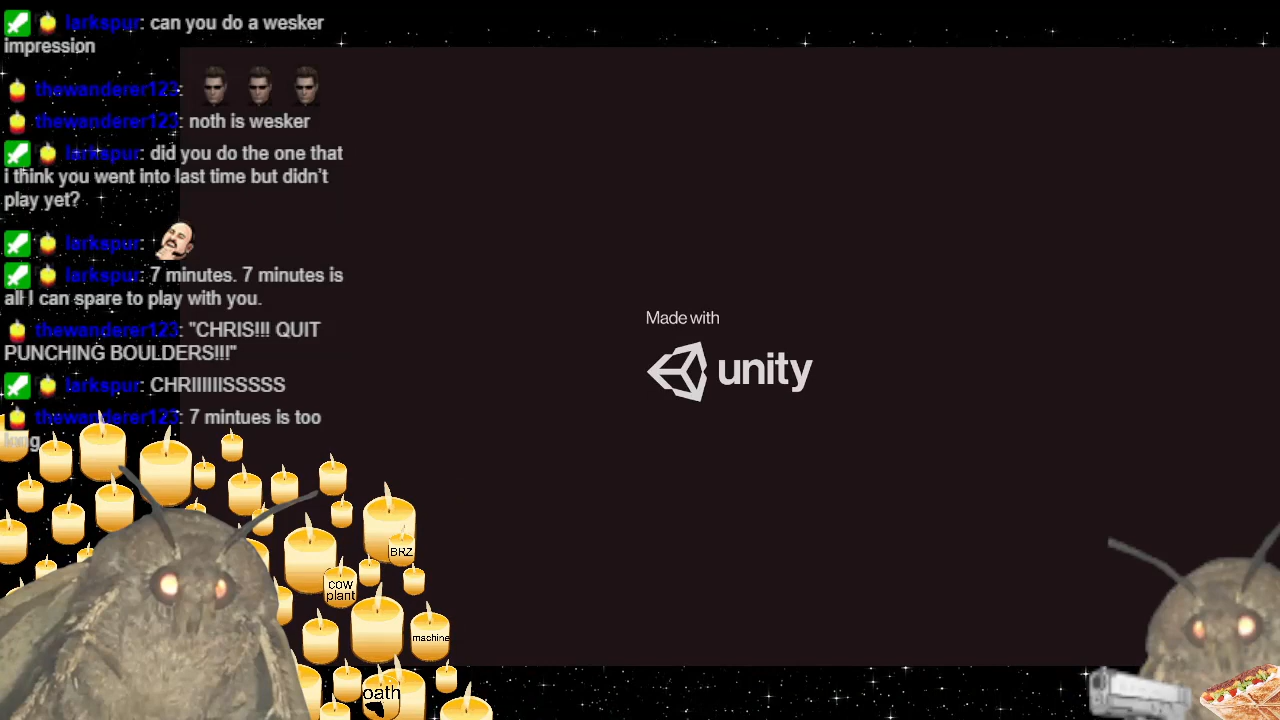 larkspur: can you do a wesker
impression
thewanderer123:
thewanderer123: noth is wesker
larkspur: did you do the one that
i think you went into last time but didn't
play yet?
larkspur:
larkspur: 7 minutes. 7 minutes is
all I can spare to play with you.
thewanderer123: "CHRIS!!! QUIT
PUNCHING BOULDERS!!!"
larkspur: CHRIIIIIISSSSS
thewanderer123: 7 mintues is too
long
Made with
unity
BRZ
cow
plant
machine
oath